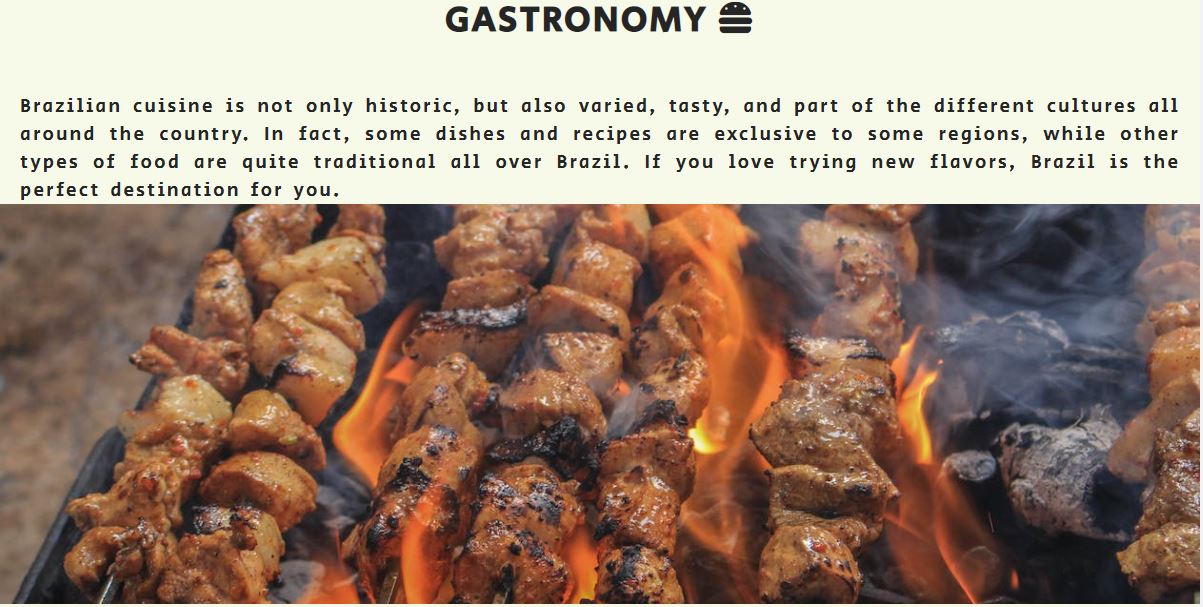 GASTRONOMY
Brazilian cuisine is not only historic, but also varied, tasty, and part of the different cultures all
around the country. In fact, some dishes and recipes are exclusive to some regions, while other
types of food are quite traditional all over Brazil. If you love trying new flavors, Brazil is the
perfect destination for you.